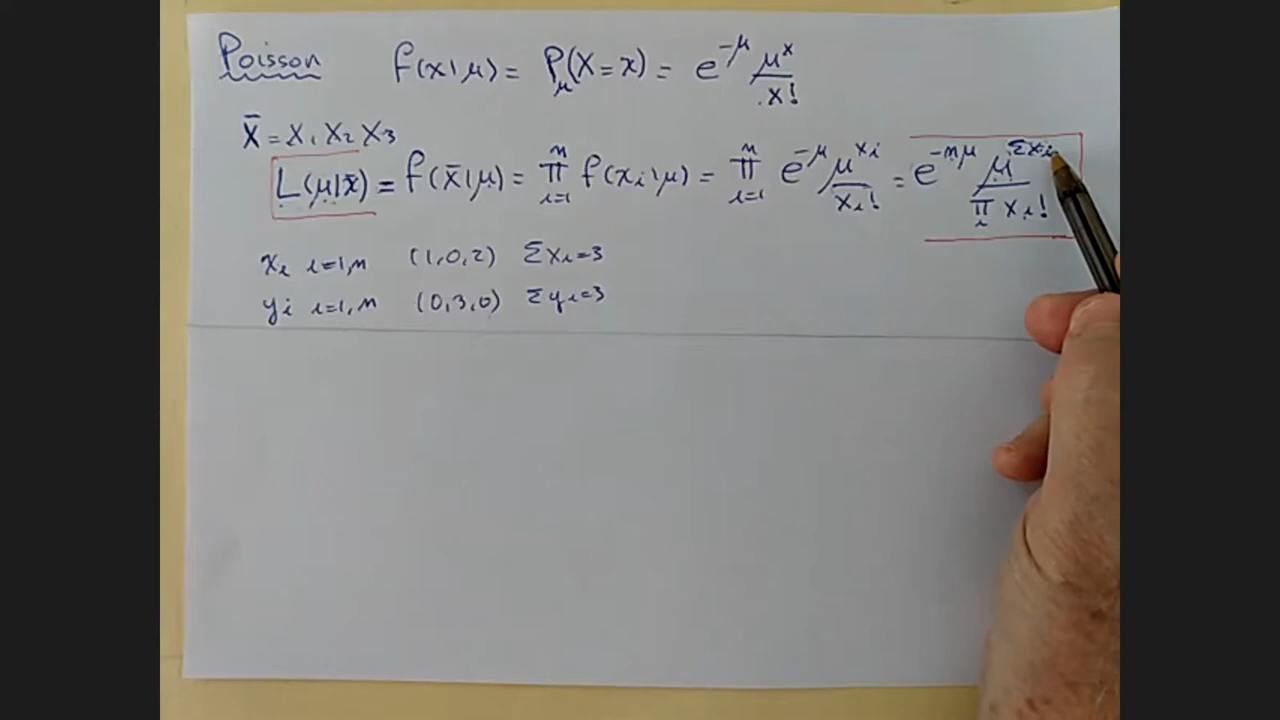 Poisson f(x|μ) = P_μ(X=x) = e^{-μ} μ^x / x!
X̄ = X1 X2 X3
L(μ|x̄) = f(x̄|μ) = ∏_{i=1}^{n} f(xi|μ) = ∏_{i=1}^{n} e^{-μ} μ^{xi} / xi! = e^{-nμ} μ^{Σxi} / ∏_i xi!
xi i=1,n (1,0,2) Σxi=3
yi i=1,n (0,3,0) Σyi=3